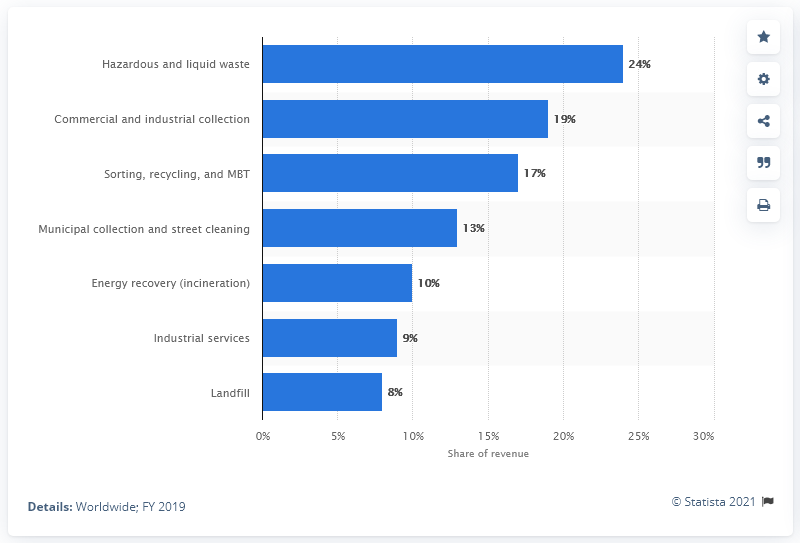 Hazardous and liquid waste 24%
Commercial and industrial collection 19%
Sorting, recycling, and MBT 17%
Municipal collection and street cleaning 13%
Energy recovery (incineration) 10%
Industrial services 9%
Landfill 8%
0% 5% 10% 15% 20% 25% 30%
Share of revenue
Details: Worldwide; FY 2019
© Statista 2021